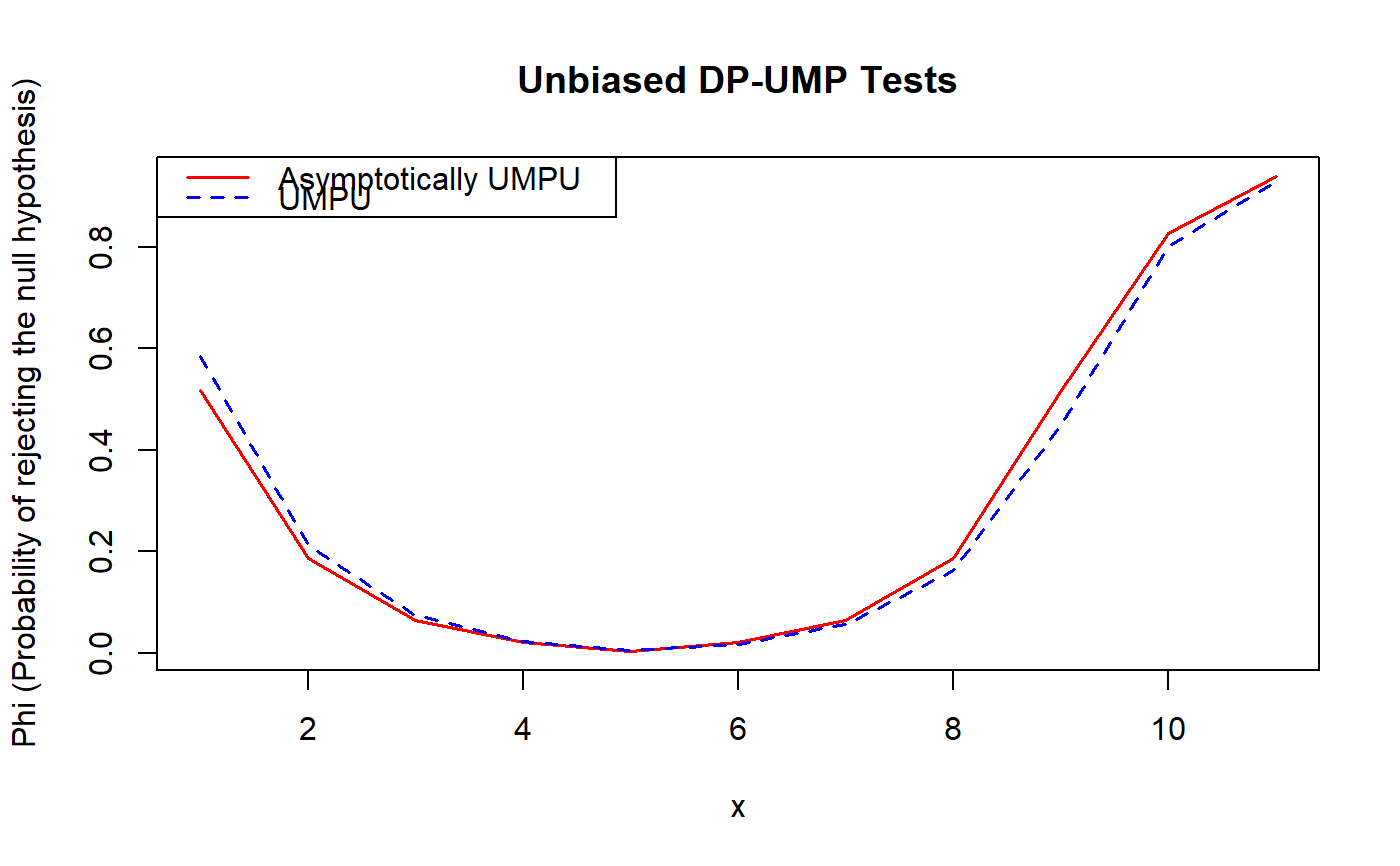 Unbiased DP-UMP Tests
Asymptotically UMPU
UMPU
Phi (Probability of rejecting the null hypothesis)
0.8
0.6
0.4
0.2
0.0
2 4 6 8 10
x